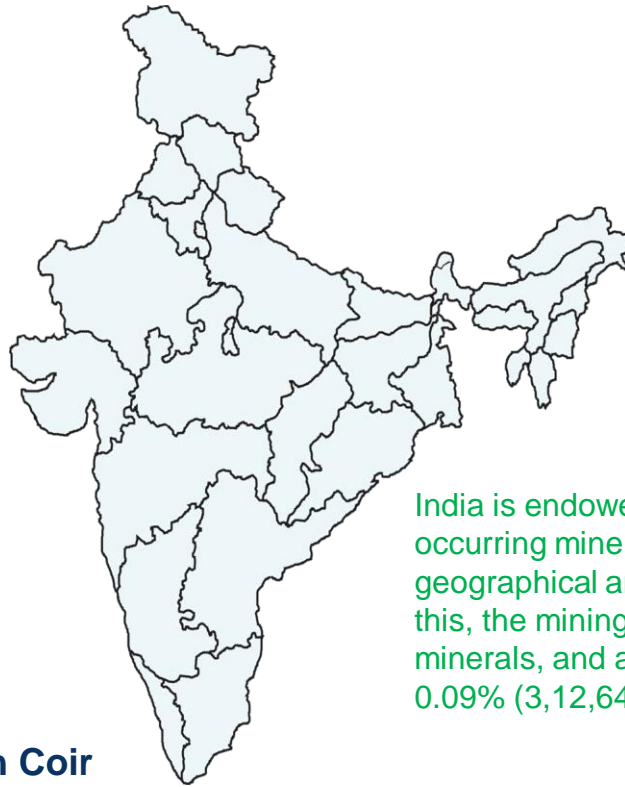 India is endowe
occurring mine
geographical a
this, the mining
minerals, and a
0.09% (3,12,64
n Coir